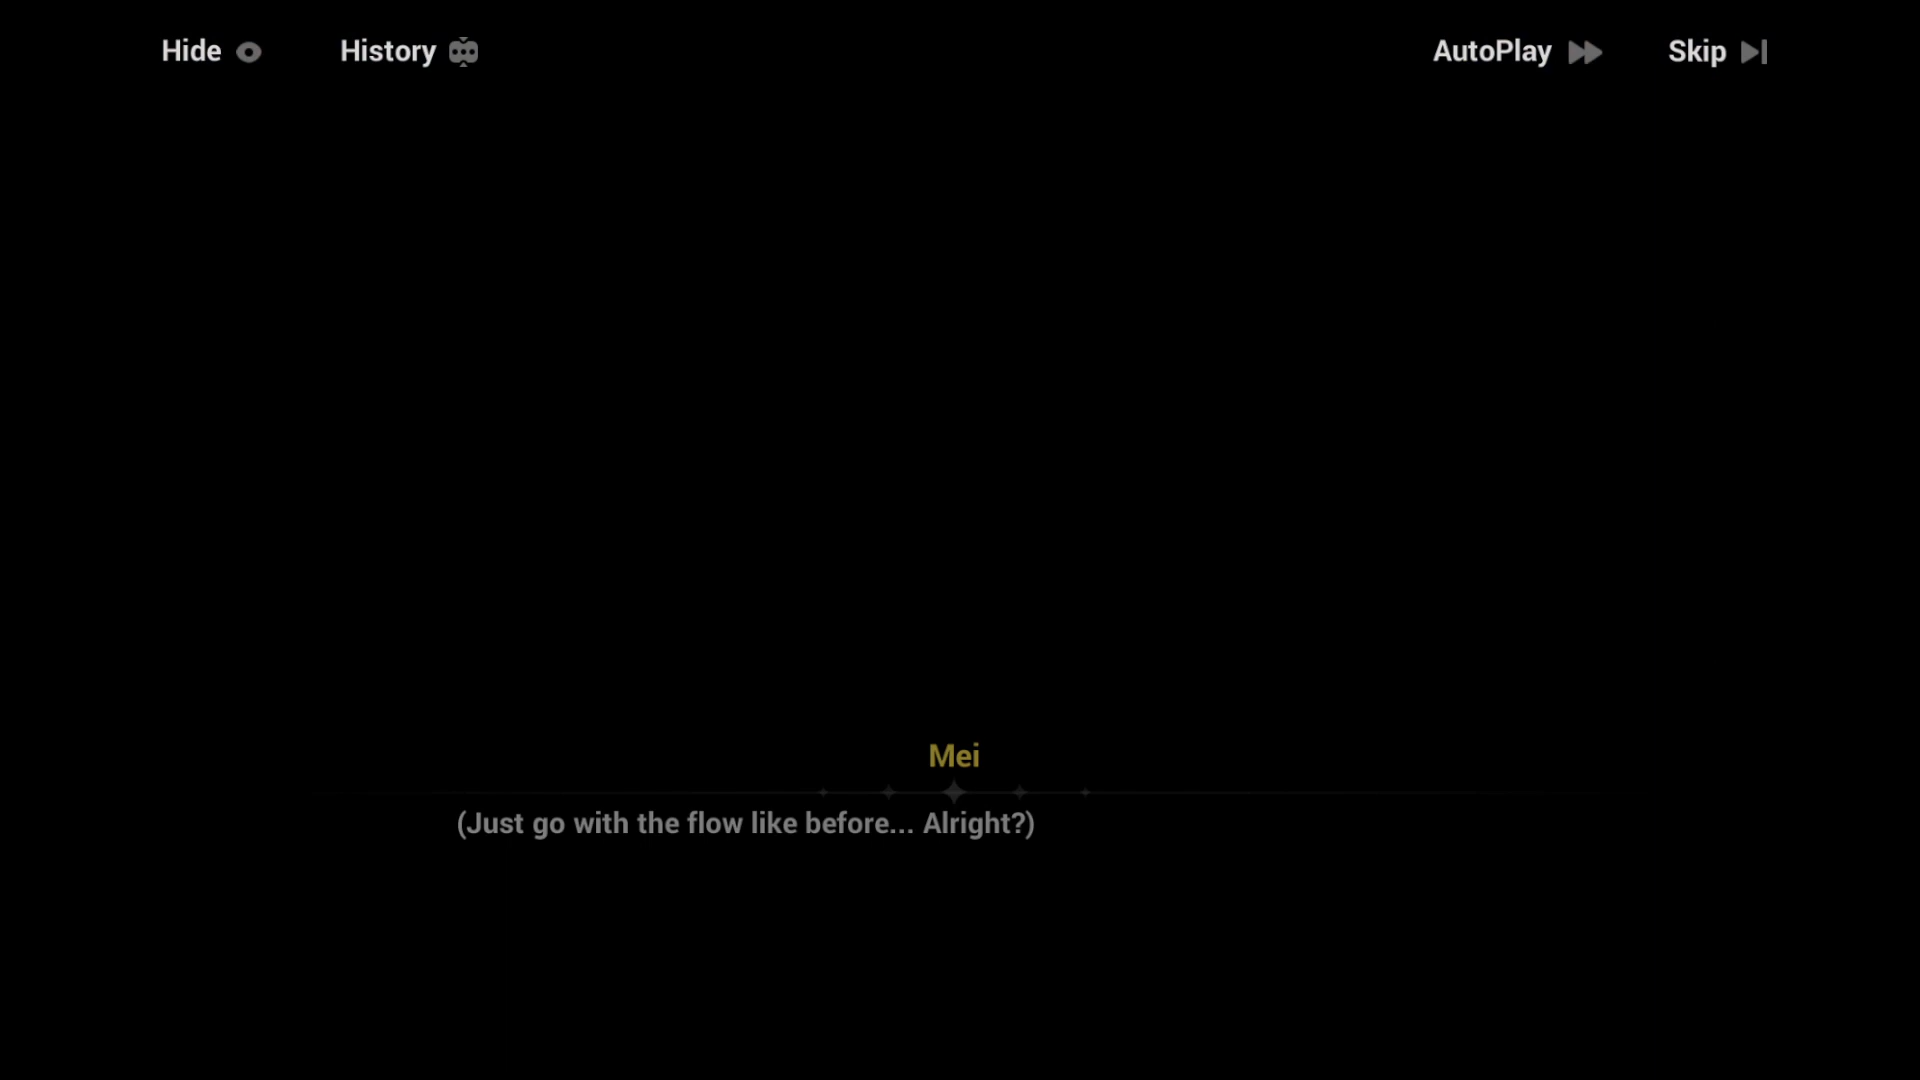 Hide
History
AutoPlay
Skip
Mei
(Just go with the flow like before... Alright?)